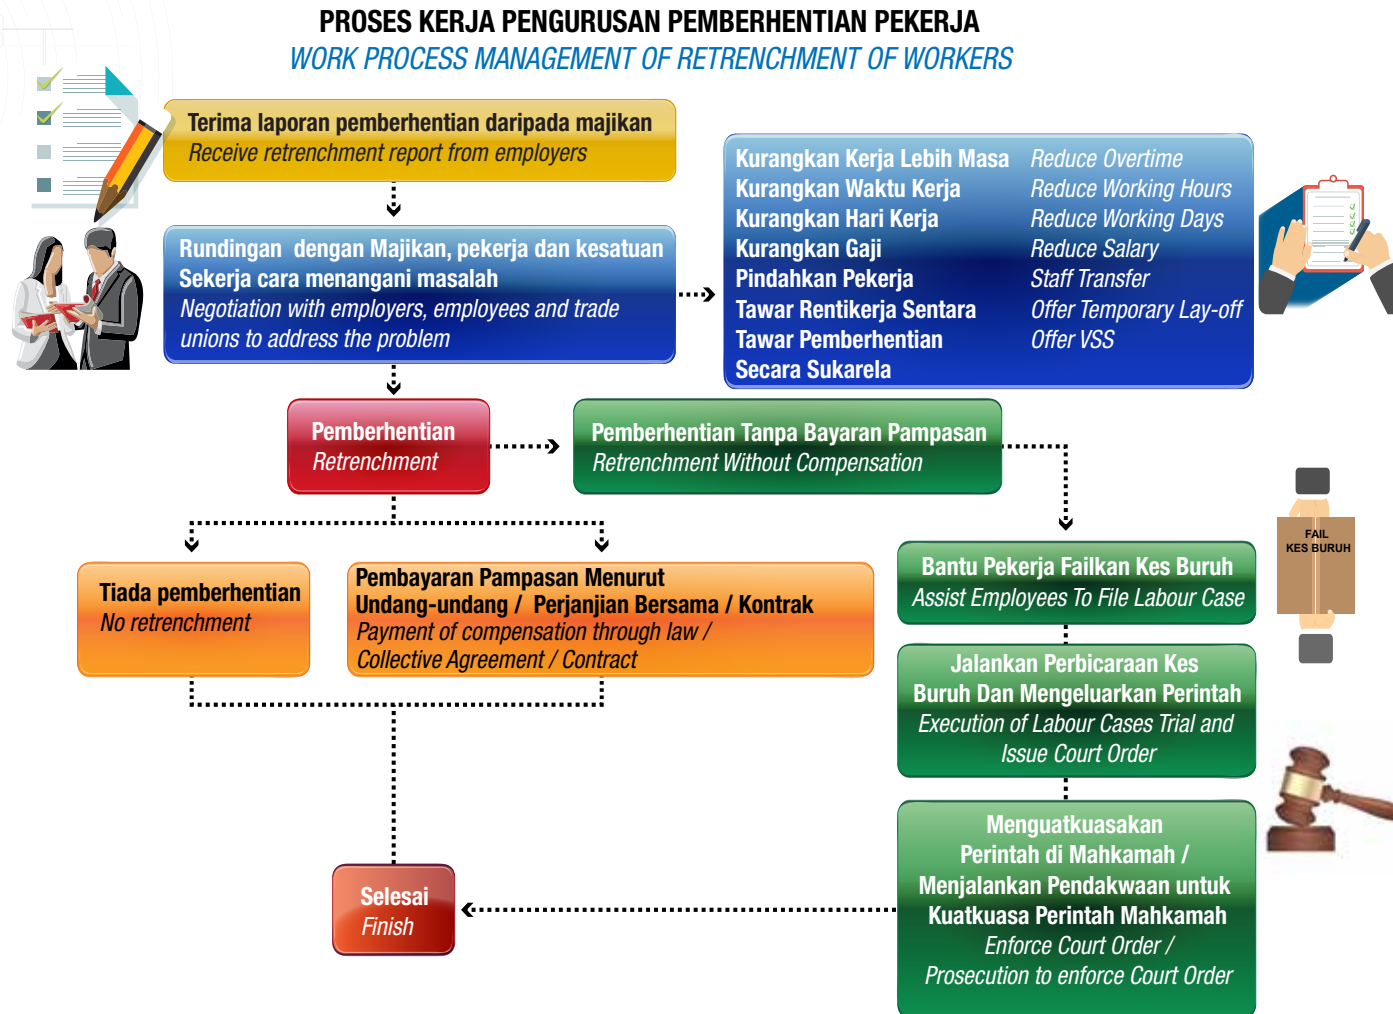 PROSES KERJA PENGURUSAN PEMBERHENTIAN PEKERJA
WORK PROCESS MANAGEMENT OF RETRENCHMENT OF WORKERS
Terima laporan pemberhentian daripada majikan
Receive retrenchment report from employers
Rundingan dengan Majikan, pekerja dan kesatuan
Sekerja cara menangani masalah
Negotiation with employers, employees and trade
unions to address the problem
Kurangkan Kerja Lebih Masa Reduce Overtime
Kurangkan Waktu Kerja Reduce Working Hours
Kurangkan Hari Kerja Reduce Working Days
Kurangkan Gaji Reduce Salary
Pindahkan Pekerja Staff Transfer
Tawar Rentikerja Sentara Offer Temporary Lay-off
Tawar Pemberhentian Offer VSS
Secara Sukarela
Pemberhentian
Retrenchment
Pemberhentian Tanpa Bayaran Pampasan
Retrenchment Without Compensation
Tiada pemberhentian
No retrenchment
Pembayaran Pampasan Menurut
Undang-undang / Perjanjian Bersama / Kontrak
Payment of compensation through law /
Collective Agreement / Contract
FAIL
KES BURUH
Bantu Pekerja Failkan Kes Buruh
Assist Employees To File Labour Case
Jalankan Perbicaraan Kes
Buruh Dan Mengeluarkan Perintah
Execution of Labour Cases Trial and
Issue Court Order
Menguatkuasakan
Perintah di Mahkamah /
Menjalankan Pendakwaan untuk
Kuatkuasa Perintah Mahkamah
Enforce Court Order /
Prosecution to enforce Court Order
Selesai
Finish